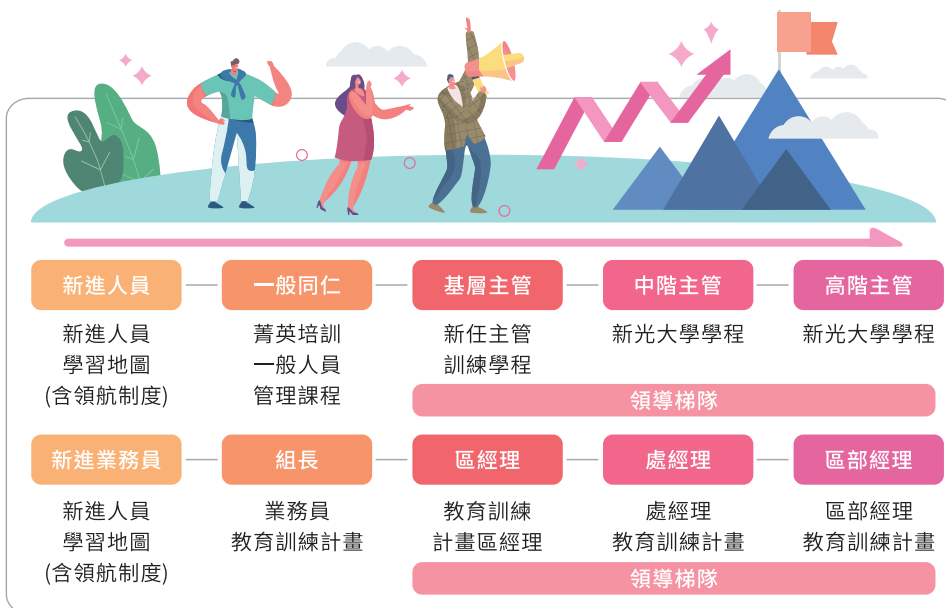 新進人員
一般同仁
基層主管
中階主管
高階主管
新進人員
學習地圖
(含領航制度)
菁英培訓
一般人員
管理課程
新任主管
訓練學程
新光大學學程
新光大學學程
領導梯隊
新進業務員
組長
區經理
處經理
區部經理
新進人員
學習地圖
(含領航制度)
業務員
教育訓練計畫
教育訓練
計畫區經理
處經理
教育訓練計畫
區部經理
教育訓練計畫
領導梯隊